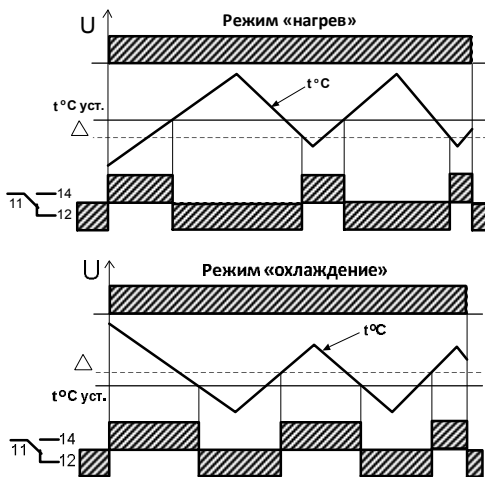 U
Режим «нагрев»
t°C
t°C уст.
△
14
11
12
U
Режим «охлаждение»
t°C
△
t°C уст.
14
11
12